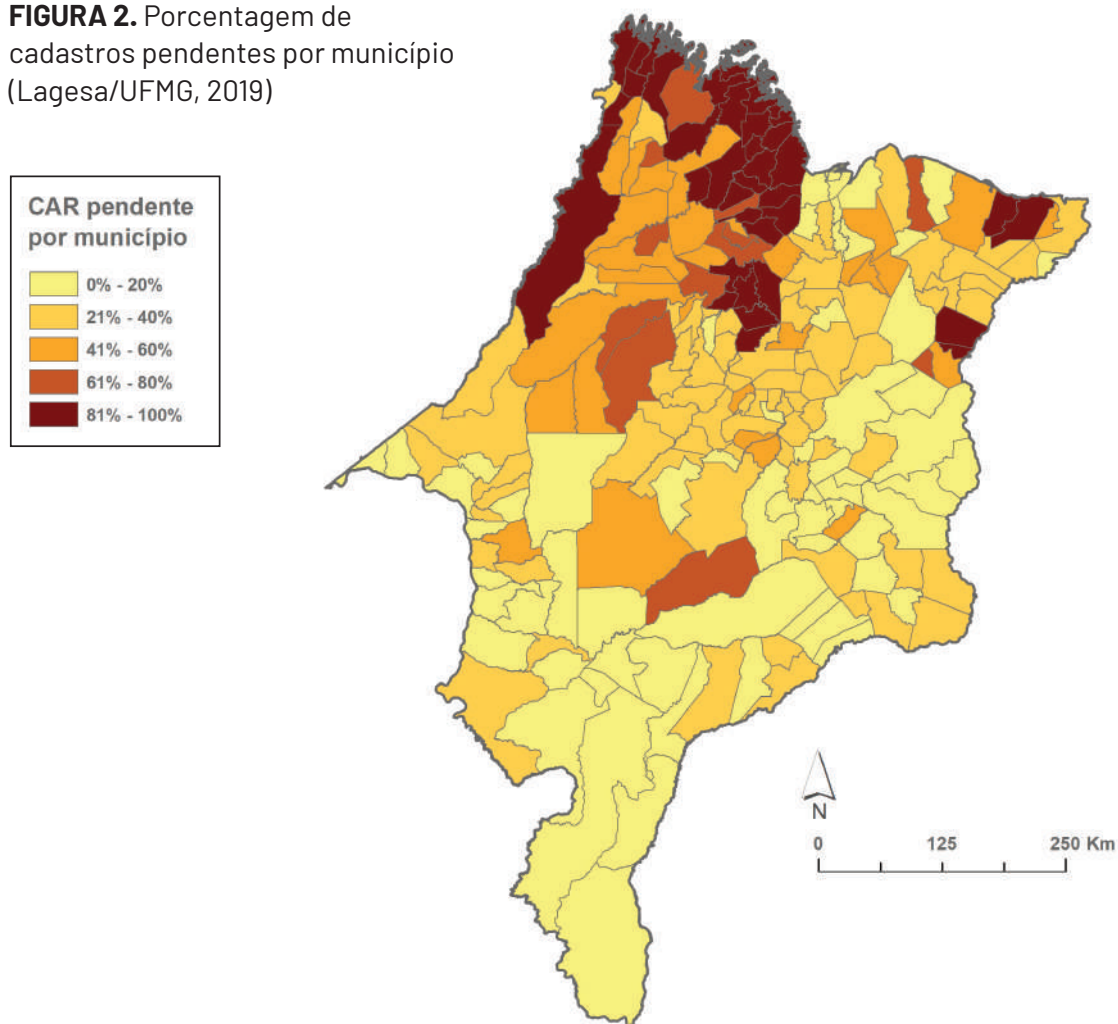 FIGURA 2. Porcentagem de
cadastros pendentes por município
(Lagesa/UFMG, 2019)
CAR pendente
por município
0% - 20%
21% - 40%
41% - 60%
61% - 80%
81% - 100%
N
0 125 250 Km